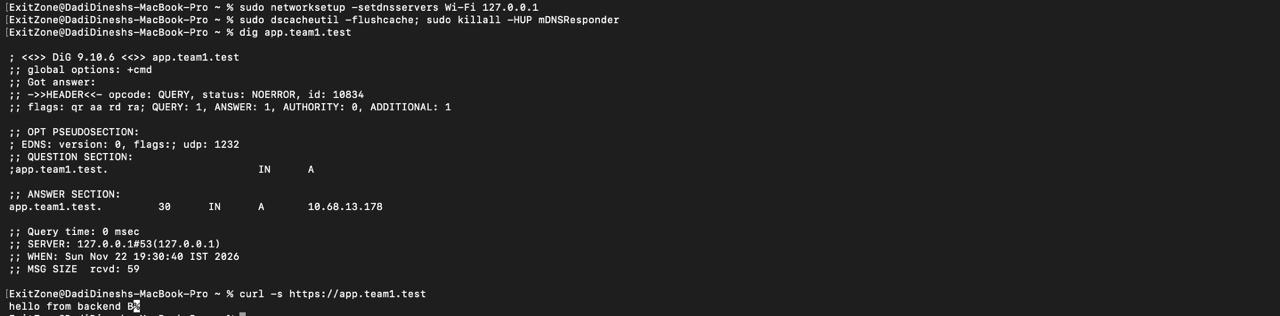 [ExitZone@DadiDineshs-MacBook-Pro ~ % sudo networksetup -setdnsservers Wi-Fi 127.0.0.1
[ExitZone@DadiDineshs-MacBook-Pro ~ % sudo dscacheutil -flushcache; sudo killall -HUP mDNSResponder
[ExitZone@DadiDineshs-MacBook-Pro ~ % dig app.team1.test
; <<>> DiG 9.10.6 <<>> app.team1.test
;; global options: +cmd
;; Got answer:
;; ->>HEADER<<- opcode: QUERY, status: NOERROR, id: 10834
;; flags: qr aa rd ra; QUERY: 1, ANSWER: 1, AUTHORITY: 0, ADDITIONAL: 1
;; OPT PSEUDOSECTION:
; EDNS: version: 0, flags:; udp: 1232
;; QUESTION SECTION:
;app.team1.test. IN A
;; ANSWER SECTION:
app.team1.test. 30 IN A 10.68.13.178
;; Query time: 0 msec
;; SERVER: 127.0.0.1#53(127.0.0.1)
;; WHEN: Sun Nov 22 19:30:40 IST 2026
;; MSG SIZE rcvd: 59
[ExitZone@DadiDineshs-MacBook-Pro ~ % curl -s https://app.team1.test
hello from backend B%